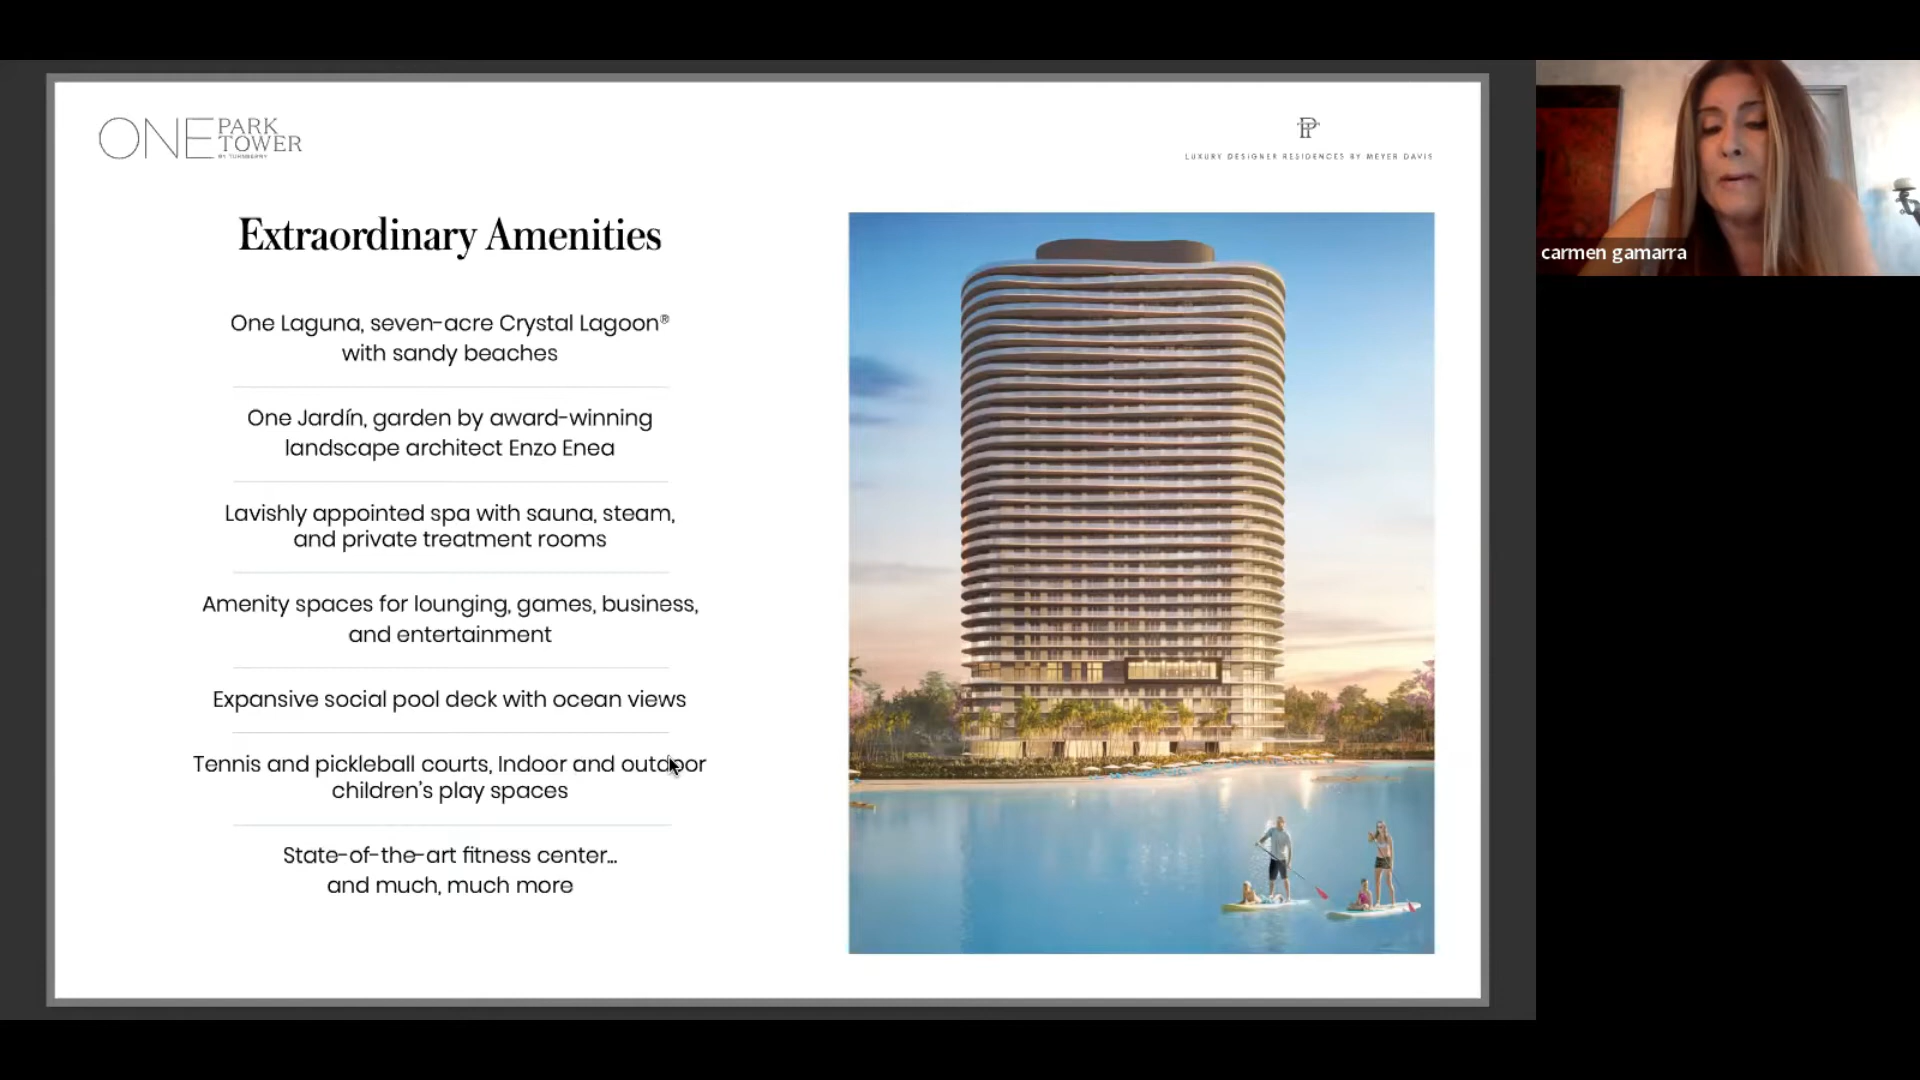 ONE PARK TOWER
BY TURNBERRY
LUXURY DESIGNER RESIDENCES BY MEYER DAVIS
carmen gamarra
Extraordinary Amenities
One Laguna, seven-acre Crystal Lagoon®
with sandy beaches
One Jardín, garden by award-winning
landscape architect Enzo Enea
Lavishly appointed spa with sauna, steam,
and private treatment rooms
Amenity spaces for lounging, games, business,
and entertainment
Expansive social pool deck with ocean views
Tennis and pickleball courts, Indoor and outdoor
children's play spaces
State-of-the-art fitness center...
and much, much more